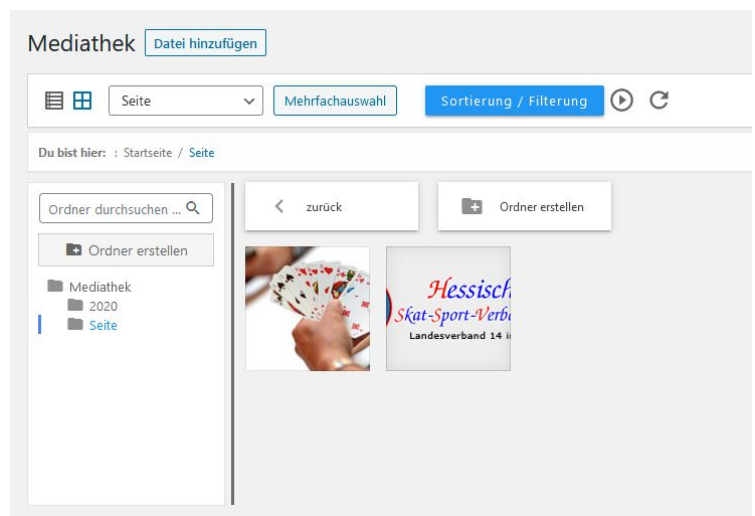 Mediathek Datei hinzufügen
Seite Mehrfachauswahl Sortierung / Filterung
Du bist hier: : Startseite / Seite
Ordner durchsuchen ...
zurück
Ordner erstellen
Ordner erstellen
Mediathek
2020
Seite
Hessisch
Skat-Sport-Verb
Landesverband 14 i